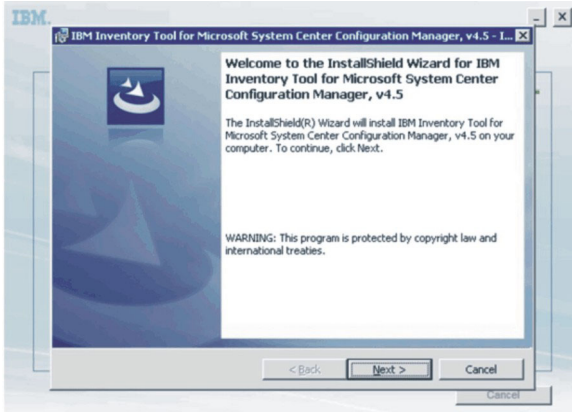 IBM.
IBM Inventory Tool for Microsoft System Center Configuration Manager, v4.5 - I...
Welcome to the InstallShield Wizard for IBM
Inventory Tool for Microsoft System Center
Configuration Manager, v4.5
The InstallShield(R) Wizard will install IBM Inventory Tool for
Microsoft System Center Configuration Manager, v4.5 on your
computer. To continue, click Next.
WARNING: This program is protected by copyright law and
international treaties.
< Back
Next >
Cancel
Cancel